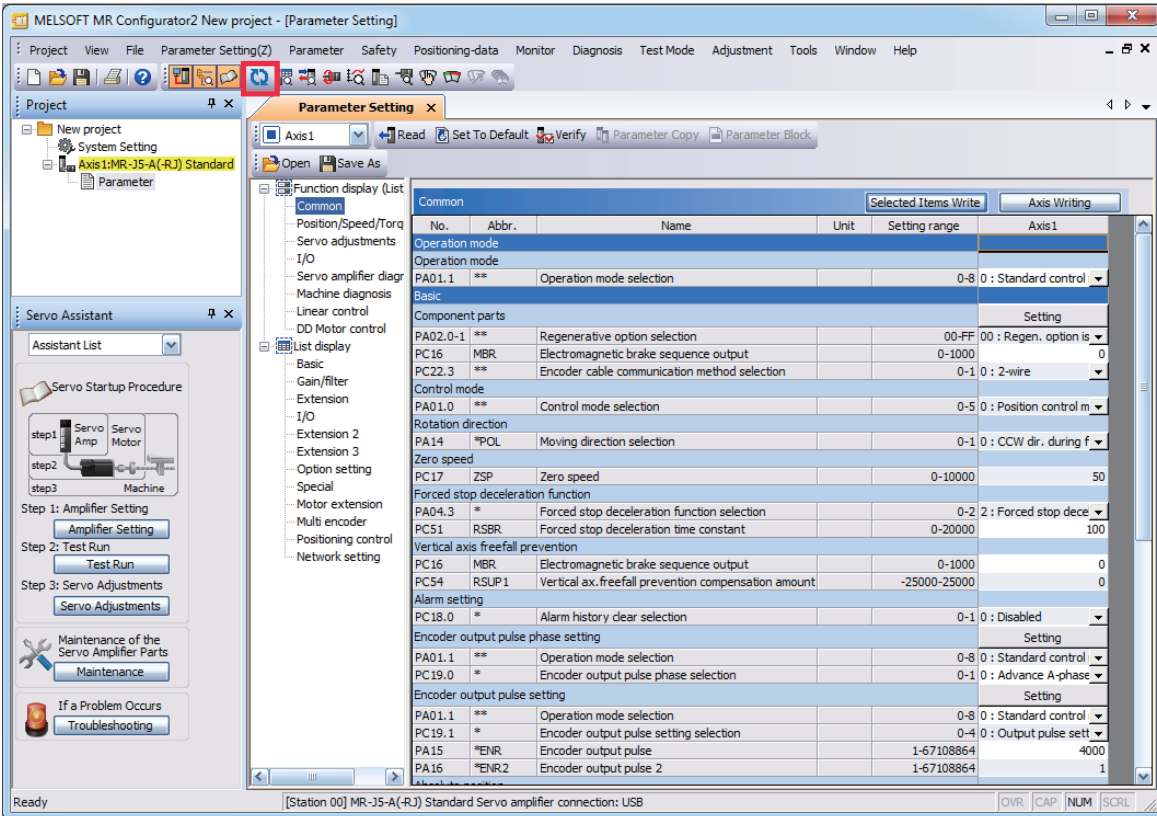 MELSOFT MR Configurator2 New project - [Parameter Setting]
Project View File Parameter Setting(Z) Parameter Safety Positioning-data Monitor Diagnosis Test Mode Adjustment Tools Window Help
Project
New project
System Setting
Axis1:MR-J5-A(-RJ) Standard
Parameter
Servo Assistant
Assistant List
Servo Startup Procedure
step1
Servo Amp
Servo Motor
step2
step3
Machine
Step 1: Amplifier Setting
Amplifier Setting
Step 2: Test Run
Test Run
Step 3: Servo Adjustments
Servo Adjustments
Maintenance of the
Servo Amplifier Parts
Maintenance
If a Problem Occurs
Troubleshooting
Parameter Setting
Axis1 Read Set To Default Verify Parameter Copy Parameter Block
Open Save As
Function display (List
Common
Position/Speed/Torq
Servo adjustments
I/O
Servo amplifier diagr
Machine diagnosis
Linear control
DD Motor control
List display
Basic
Gain/filter
Extension
I/O
Extension 2
Extension 3
Option setting
Special
Motor extension
Multi encoder
Positioning control
Network setting
Common Selected Items Write Axis Writing
No. Abbr. Name Unit Setting range Axis1
Operation mode
Operation mode
PA01.1 ** Operation mode selection 0-8 0 : Standard control
Basic
Component parts Setting
PA02.0-1 ** Regenerative option selection 00-FF 00 : Regen. option is
PC16 MBR Electromagnetic brake sequence output 0-1000 0
PC22.3 ** Encoder cable communication method selection 0-1 0 : 2-wire
Control mode
PA01.0 ** Control mode selection 0-5 0 : Position control m
Rotation direction
PA14 *POL Moving direction selection 0-1 0 : CCW dir. during f
Zero speed
PC17 ZSP Zero speed 0-10000 50
Forced stop deceleration function
PA04.3 * Forced stop deceleration function selection 0-2 2 : Forced stop dece
PC51 RSBR Forced stop deceleration time constant 0-20000 100
Vertical axis freefall prevention
PC16 MBR Electromagnetic brake sequence output 0-1000 0
PC54 RSUP1 Vertical ax.freefall prevention compensation amount -25000-25000 0
Alarm setting
PC18.0 * Alarm history clear selection 0-1 0 : Disabled
Encoder output pulse phase setting Setting
PA01.1 ** Operation mode selection 0-8 0 : Standard control
PC19.0 * Encoder output pulse phase selection 0-1 0 : Advance A-phase
Encoder output pulse setting Setting
PA01.1 ** Operation mode selection 0-8 0 : Standard control
PC19.1 * Encoder output pulse setting selection 0-4 0 : Output pulse sett
PA15 *ENR Encoder output pulse 1-67108864 4000
PA16 *ENR2 Encoder output pulse 2 1-67108864 1
Ready [Station 00] MR-J5-A(-RJ) Standard Servo amplifier connection: USB OVR CAP NUM SCRL